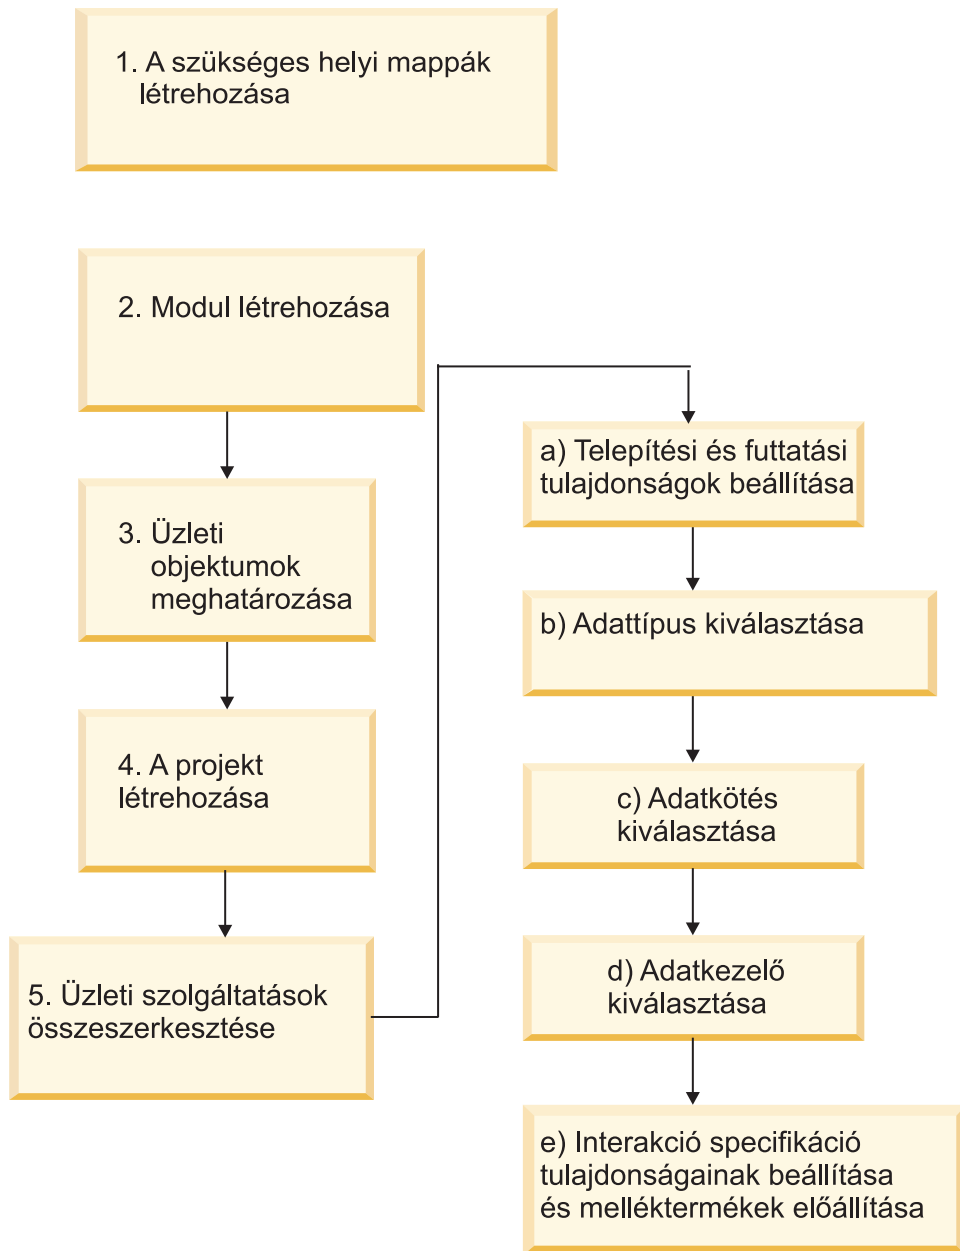 1. A szükséges helyi mappák
létrehozása
2. Modul létrehozása
3. Üzleti
objektumok
meghatározása
4. A projekt
létrehozása
5. Üzleti szolgáltatások
összeszerkesztése
a) Telepítési és futtatási
tulajdonságok beállítása
b) Adattípus kiválasztása
c) Adatkötés
kiválasztása
d) Adatkezelő
kiválasztása
e) Interakció specifikáció
tulajdonságainak beállítása
és melléktermékek előállítása